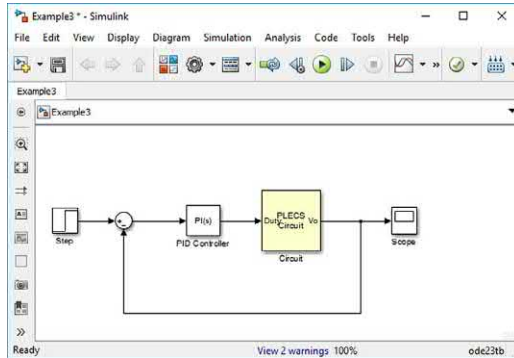 Example3 * - Simulink
File Edit View Display Diagram Simulation Analysis Code Tools Help
Example3
Example3
Step
PI(s)
PID Controller
Duty PLECS Circuit Vo
Circuit
Scope
Ready View 2 warnings 100% ode23tb